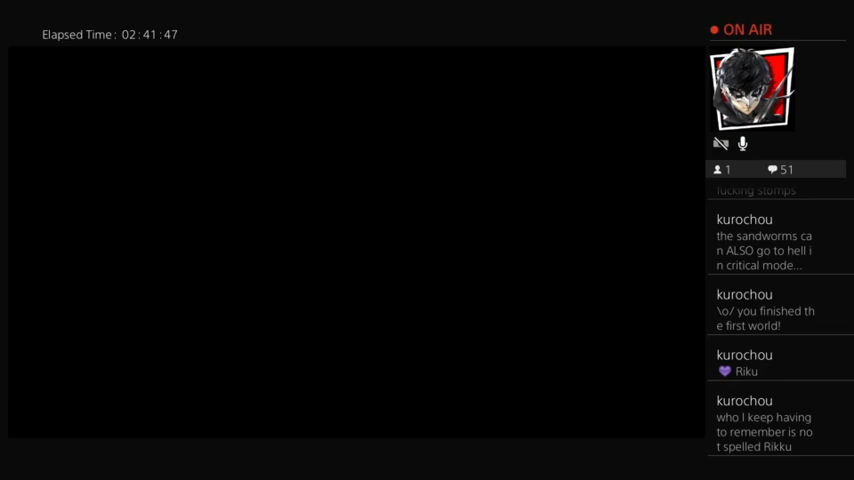 Elapsed Time: 02:41:47
ON AIR
1 51
fucking stomps
kurochou
the sandworms ca
n ALSO go to hell i
n critical mode...
kurochou
\o/ you finished th
e first world!
kurochou
💜 Riku
kurochou
who I keep having
to remember is no
t spelled Rikku